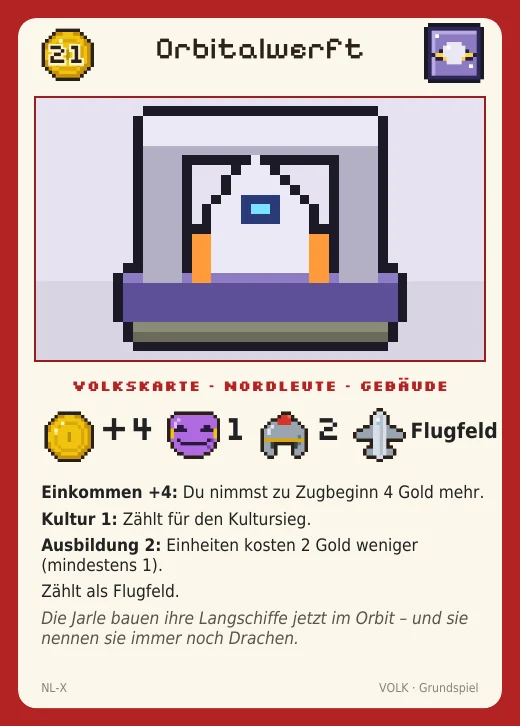 21
Orbitalwerft
VOLKSKARTE - NORDLEUTE - GEBÄUDE
+4 1 2 Flugfeld
Einkommen +4: Du nimmst zu Zugbeginn 4 Gold mehr.
Kultur 1: Zählt für den Kultursieg.
Ausbildung 2: Einheiten kosten 2 Gold weniger
(mindestens 1).
Zählt als Flugfeld.
Die Jarle bauen ihre Langschiffe jetzt im Orbit – und sie
nennen sie immer noch Drachen.
NL-X
VOLK · Grundspiel